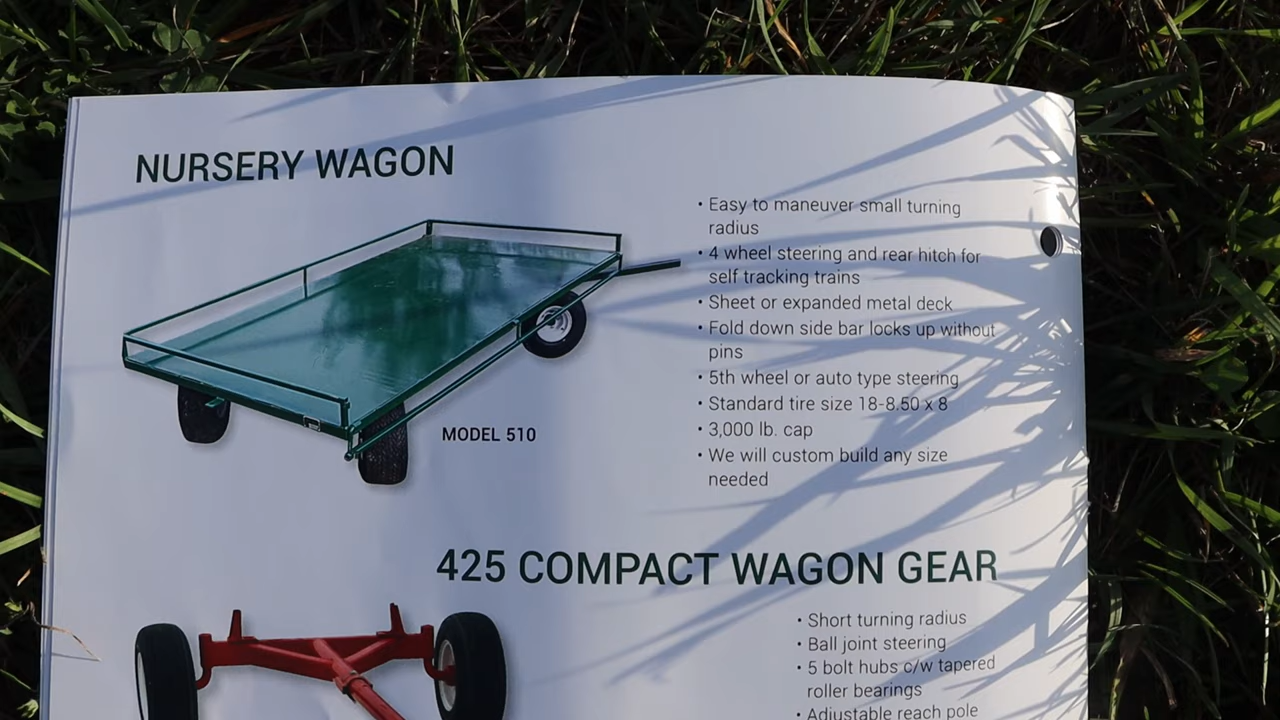 NURSERY WAGON
• Easy to maneuver small turning
radius
• 4 wheel steering and rear hitch for
self tracking trains
• Sheet or expanded metal deck
• Fold down side bar locks up without
pins
• 5th wheel or auto type steering
• Standard tire size 18-8.50 x 8
• 3,000 lb. cap
• We will custom build any size
needed
MODEL 510
425 COMPACT WAGON GEAR
• Short turning radius
• Ball joint steering
• 5 bolt hubs c/w tapered
roller bearings
• Adjustable reach pole